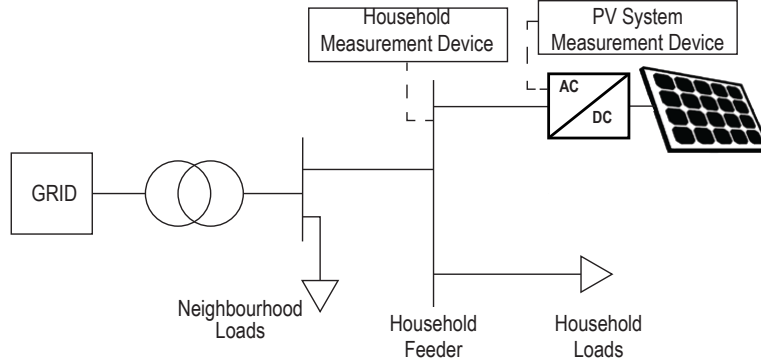 Household
Measurement Device
PV System
Measurement Device
AC
DC
GRID
Neighbourhood
Loads
Household
Feeder
Household
Loads